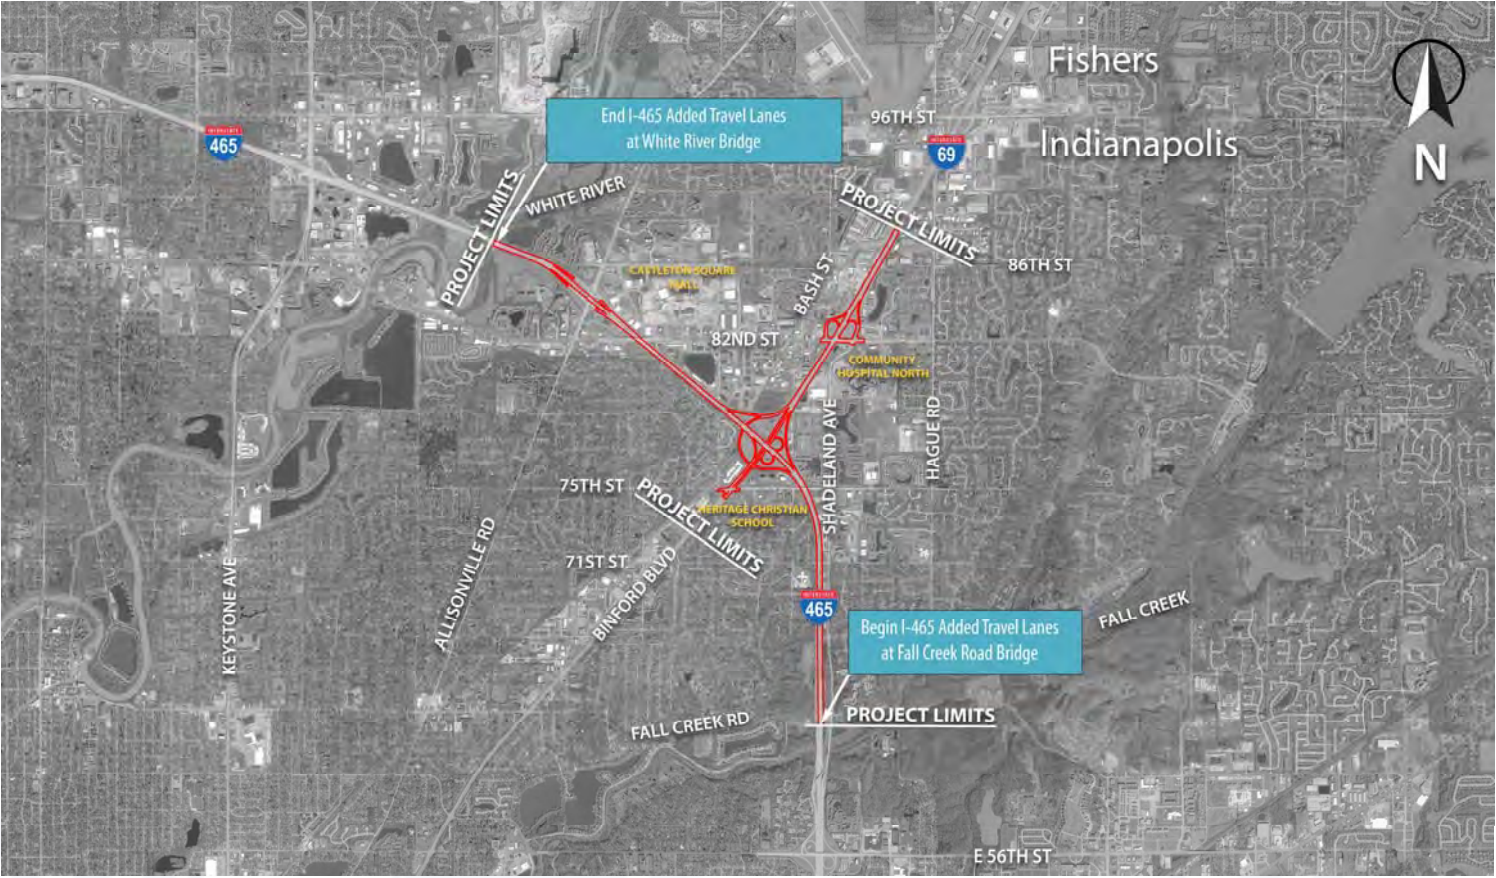 Fishers
End I-465 Added Travel Lanes
at White River Bridge
96TH ST
INTERSTATE
465
INTERSTATE
69
Indianapolis
N
PROJECT LIMITS
WHITE RIVER
PROJECT LIMITS
86TH ST
CASTLETON SQUARE
MALL
BASH ST
82ND ST
COMMUNITY
HOSPITAL NORTH
SHADELAND AVE
HAGUE RD
75TH ST
PROJECT LIMITS
HERITAGE CHRISTIAN
SCHOOL
71ST ST
BINFORD BLVD
ALLISONVILLE RD
KEYSTONE AVE
INTERSTATE
465
Begin I-465 Added Travel Lanes
at Fall Creek Road Bridge
FALL CREEK
FALL CREEK RD
PROJECT LIMITS
E 56TH ST